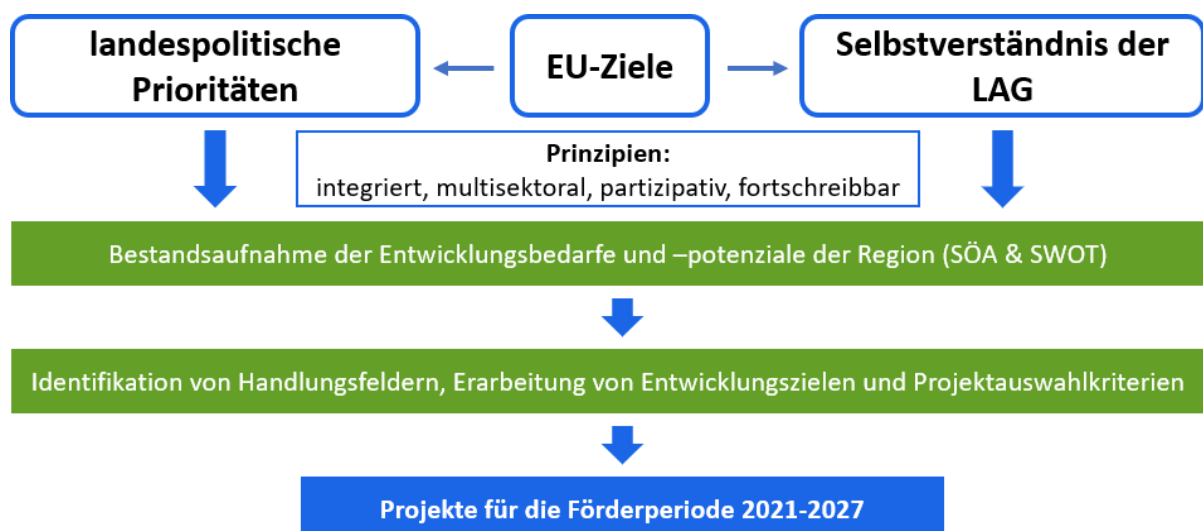 landespolitische
Prioritäten
EU-Ziele
Selbstverständnis der
LAG
Prinzipien:
integriert, multisektoral, partizipativ, fortschreibbar
Bestandsaufnahme der Entwicklungsbedarfe und –potenziale der Region (SÖA & SWOT)
Identifikation von Handlungsfeldern, Erarbeitung von Entwicklungszielen und Projektauswahlkriterien
Projekte für die Förderperiode 2021-2027